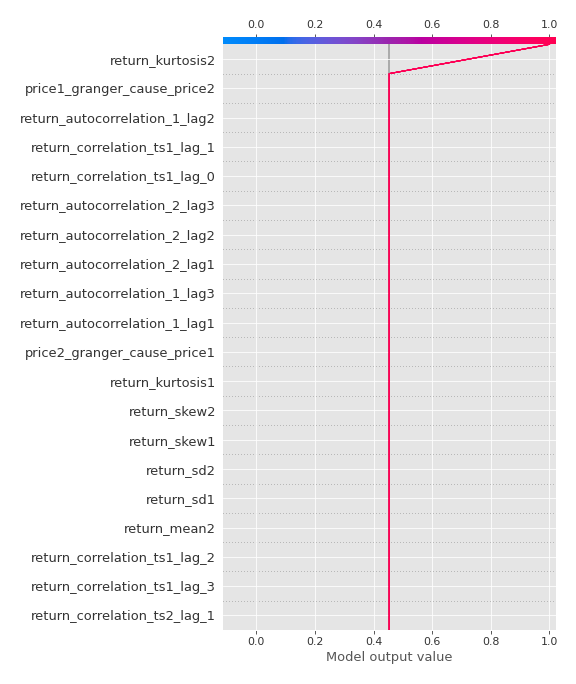 0.0 0.2 0.4 0.6 0.8 1.0
return_kurtosis2
price1_granger_cause_price2
return_autocorrelation_1_lag2
return_correlation_ts1_lag_1
return_correlation_ts1_lag_0
return_autocorrelation_2_lag3
return_autocorrelation_2_lag2
return_autocorrelation_2_lag1
return_autocorrelation_1_lag3
return_autocorrelation_1_lag1
price2_granger_cause_price1
return_kurtosis1
return_skew2
return_skew1
return_sd2
return_sd1
return_mean2
return_correlation_ts1_lag_2
return_correlation_ts1_lag_3
return_correlation_ts2_lag_1
0.0 0.2 0.4 0.6 0.8 1.0
Model output value